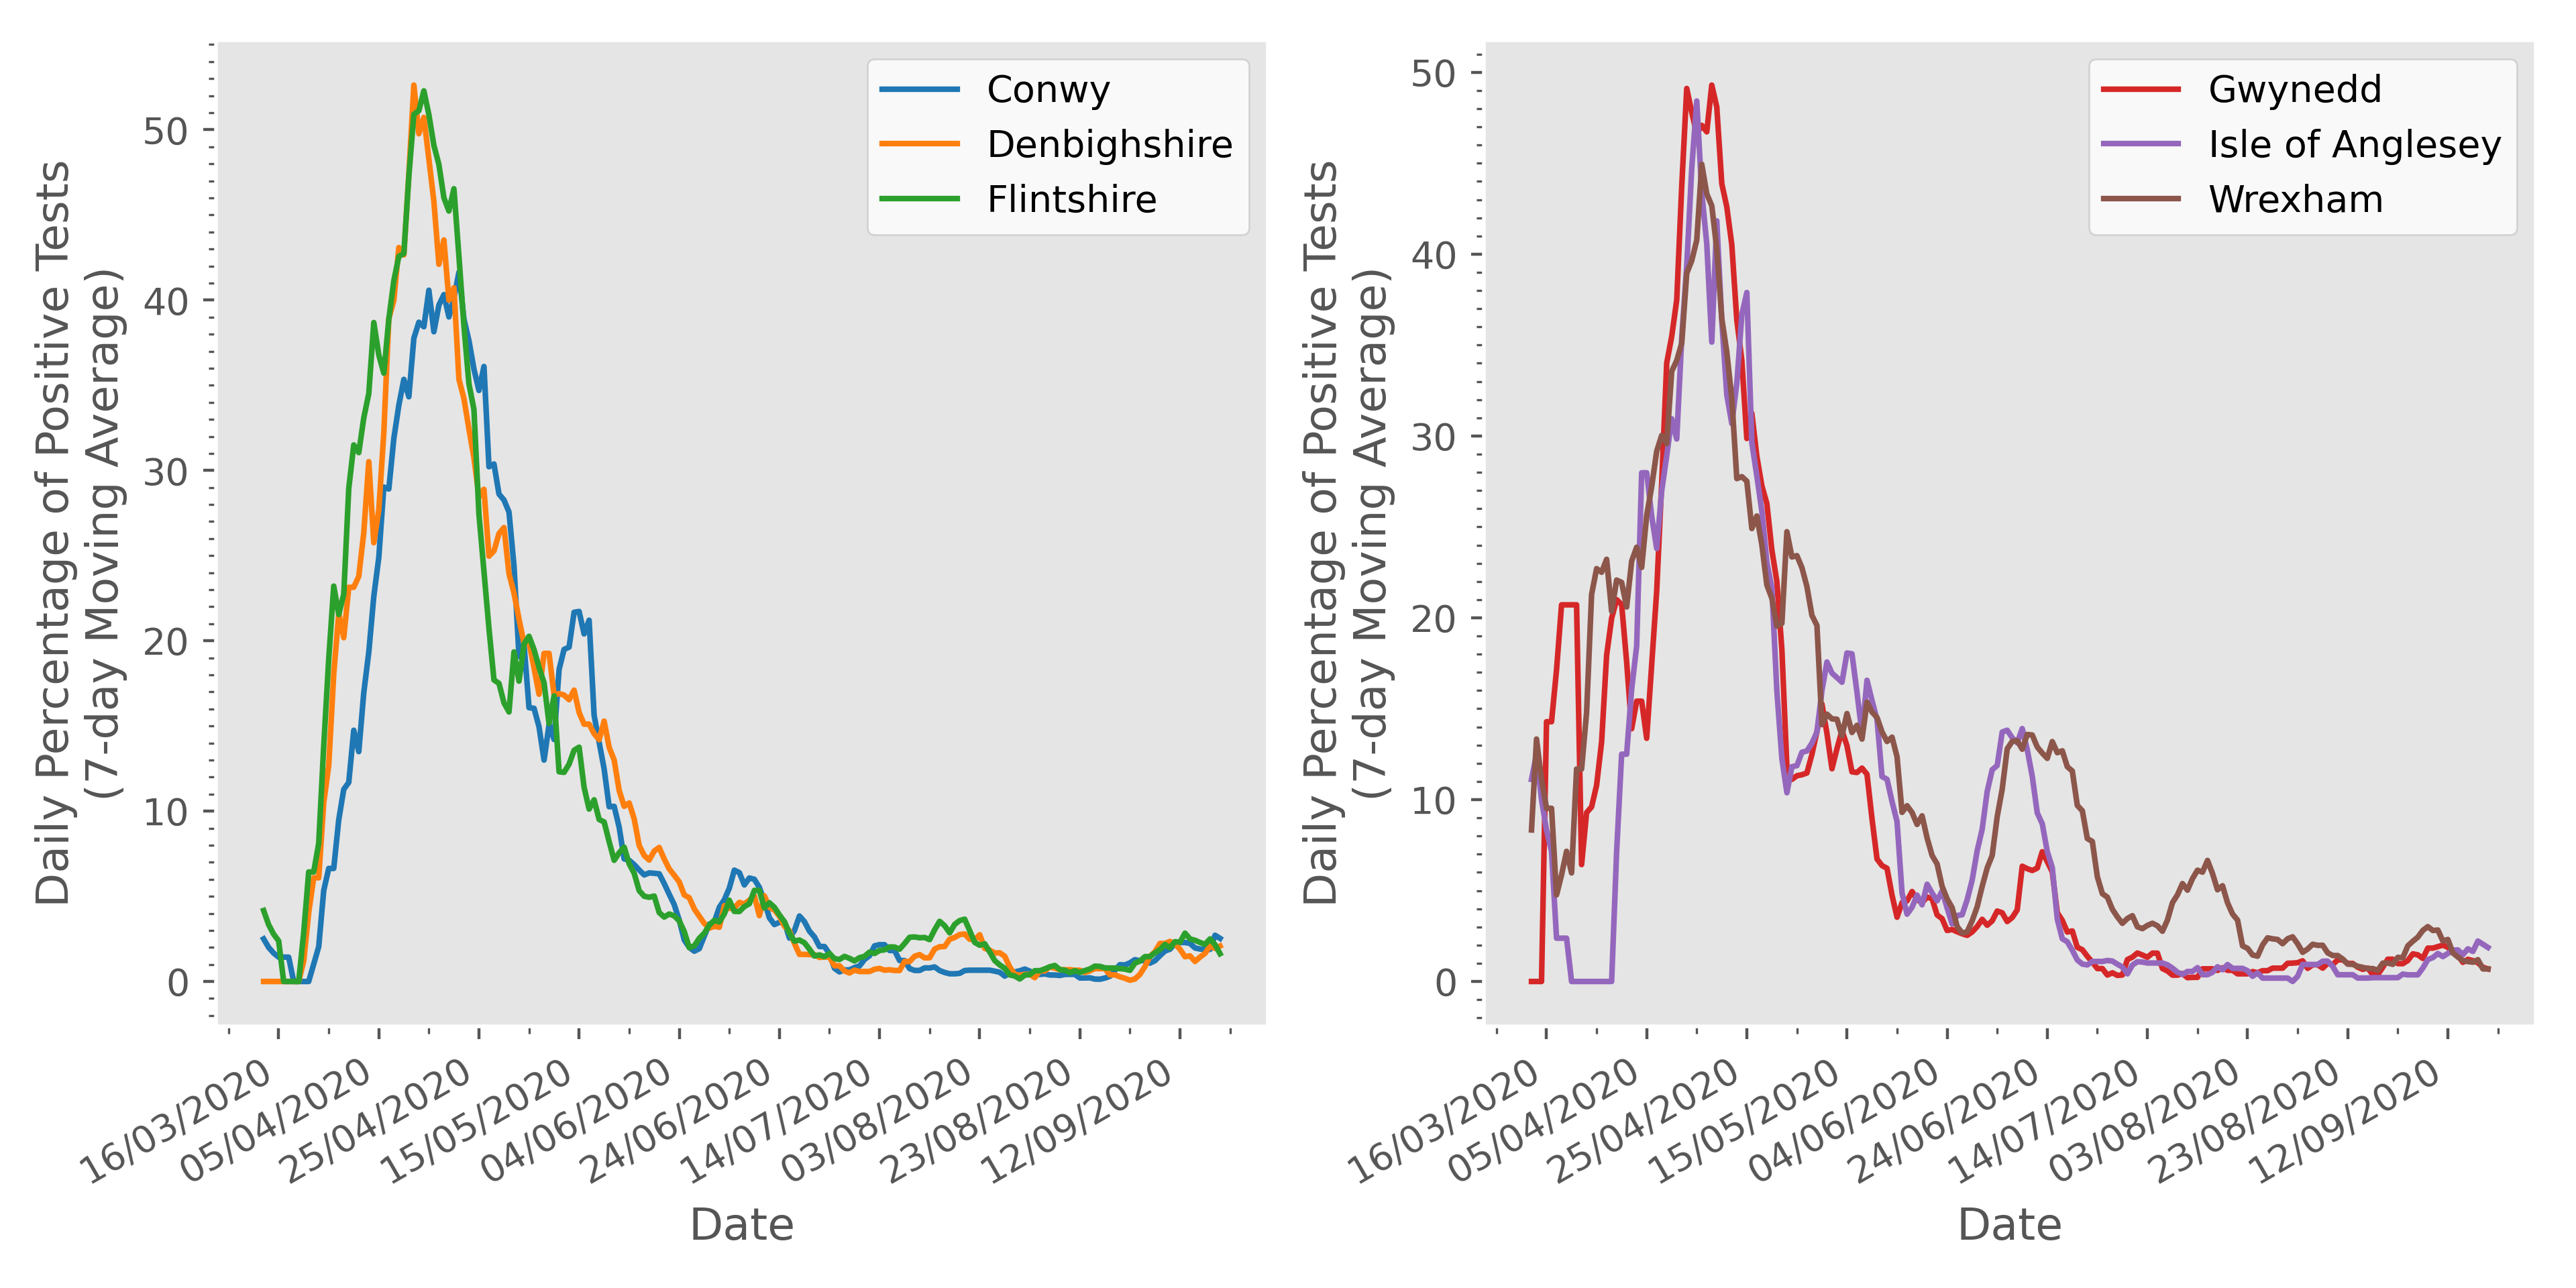 Daily Percentage of Positive Tests
(7-day Moving Average)
50
40
30
20
10
0
Conwy
Denbighshire
Flintshire
16/03/2020
05/04/2020
25/04/2020
15/05/2020
04/06/2020
24/06/2020
14/07/2020
03/08/2020
23/08/2020
12/09/2020
Date
Daily Percentage of Positive Tests
(7-day Moving Average)
50
40
30
20
10
0
Gwynedd
Isle of Anglesey
Wrexham
16/03/2020
05/04/2020
25/04/2020
15/05/2020
04/06/2020
24/06/2020
14/07/2020
03/08/2020
23/08/2020
12/09/2020
Date